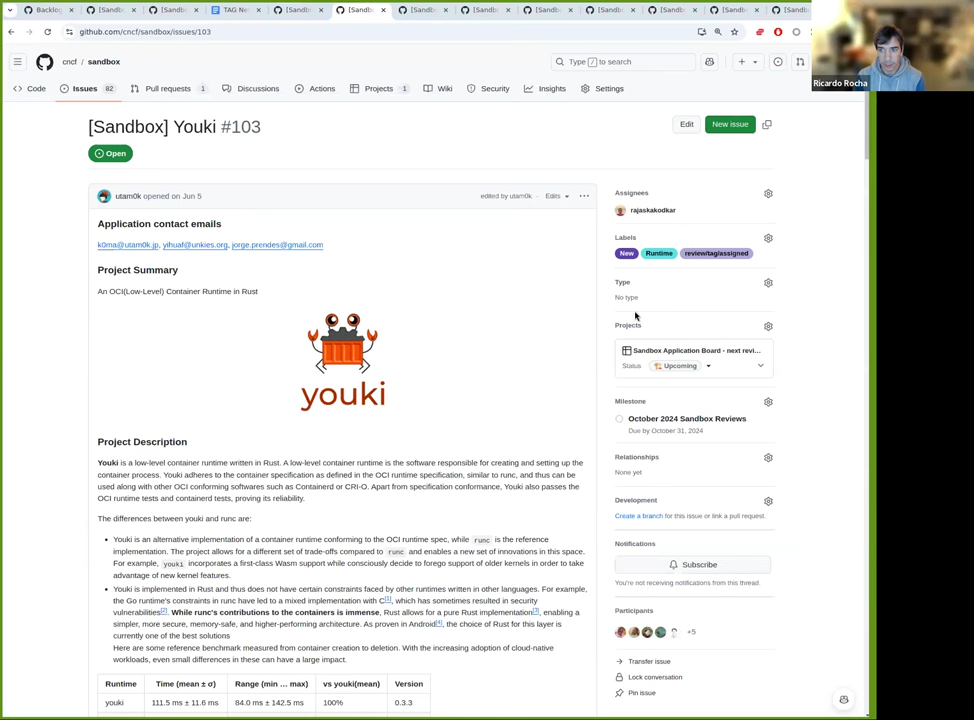 Backlog
[Sandbo
[Sandbo
TAG Ne
[Sandbo
[Sandb
[Sandbo
[Sandbo
[Sandbo
[Sandbo
[Sandbo
[Sandbo
[Sandb
github.com/cncf/sandbox/issues/103
Ricardo Rocha
cncf / sandbox
Type / to search
Code
Issues 82
Pull requests 1
Discussions
Actions
Projects 1
Wiki
Security
Insights
Settings
[Sandbox] Youki #103
Edit
New issue
Open
utam0k opened on Jun 5
edited by utam0k
Edits
Application contact emails
k0ma@utam0k.jp, yihuaf@unkies.org, jorge.prendes@gmail.com
Project Summary
An OCI(Low-Level) Container Runtime in Rust
youki
Project Description
Youki is a low-level container runtime written in Rust. A low-level container runtime is the software responsible for creating and setting up the
container process. Youki adheres to the container specification as defined in the OCI runtime specification, similar to runc, and thus can be
used along with other OCI conforming softwares such as Containerd or CRI-O. Apart from specification conformance, Youki also passes the
OCI runtime tests and containerd tests, proving its reliability.
The differences between youki and runc are:
Youki is an alternative implementation of a container runtime conforming to the OCI runtime spec, while runc is the reference
implementation. The project allows for a different set of trade-offs compared to runc and enables a new set of innovations in this space.
For example, youki incorporates a first-class Wasm support while consciously decide to forego support of older kernels in order to take
advantage of new kernel features.
Youki is implemented in Rust and thus does not have certain constraints faced by other runtimes written in other languages. For example,
the Go runtime's constraints in runc have led to a mixed implementation with C[1], which has sometimes resulted in security
vulnerabilities[2]. While runc's contributions to the containers is immense, Rust allows for a pure Rust implementation[3], enabling a
simpler, more secure, memory-safe, and higher-performing architecture. As proven in Android[4], the choice of Rust for this layer is
currently one of the best solutions
Here are some reference benchmark measured from container creation to deletion. With the increasing adoption of cloud-native
workloads, even small differences in these can have a large impact.
Runtime Time (mean ± σ) Range (min … max) vs youki(mean) Version
youki 111.5 ms ± 11.6 ms 84.0 ms ± 142.5 ms 100% 0.3.3
Assignees
rajaskakodkar
Labels
New Runtime review/tag/assigned
Type
No type
Projects
Sandbox Application Board - next revi...
Status Upcoming
Milestone
October 2024 Sandbox Reviews
Due by October 31, 2024
Relationships
None yet
Development
Create a branch for this issue or link a pull request.
Notifications
Subscribe
You're not receiving notifications from this thread.
Participants
+5
Transfer issue
Lock conversation
Pin issue